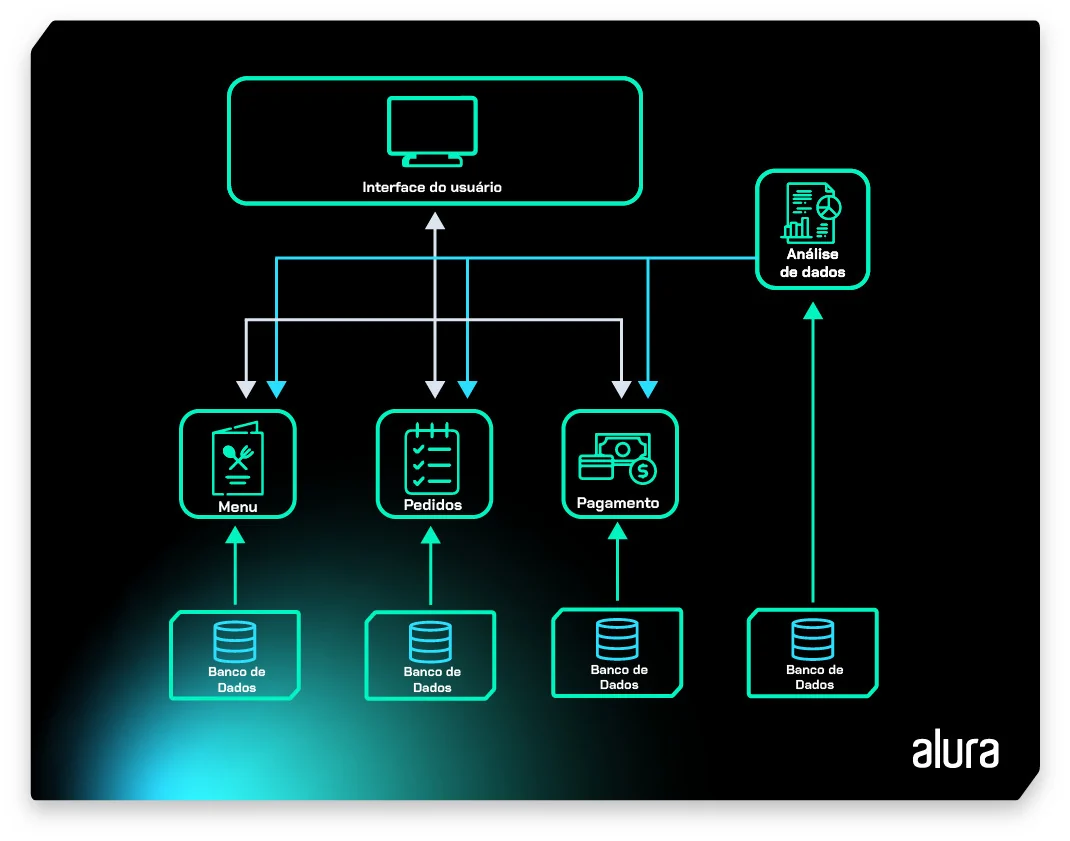 Interface do usuário
Análise
de dados
Menu
Pedidos
Pagamento
$
Banco de
Dados
Banco de
Dados
Banco de
Dados
Banco de
Dados
alura